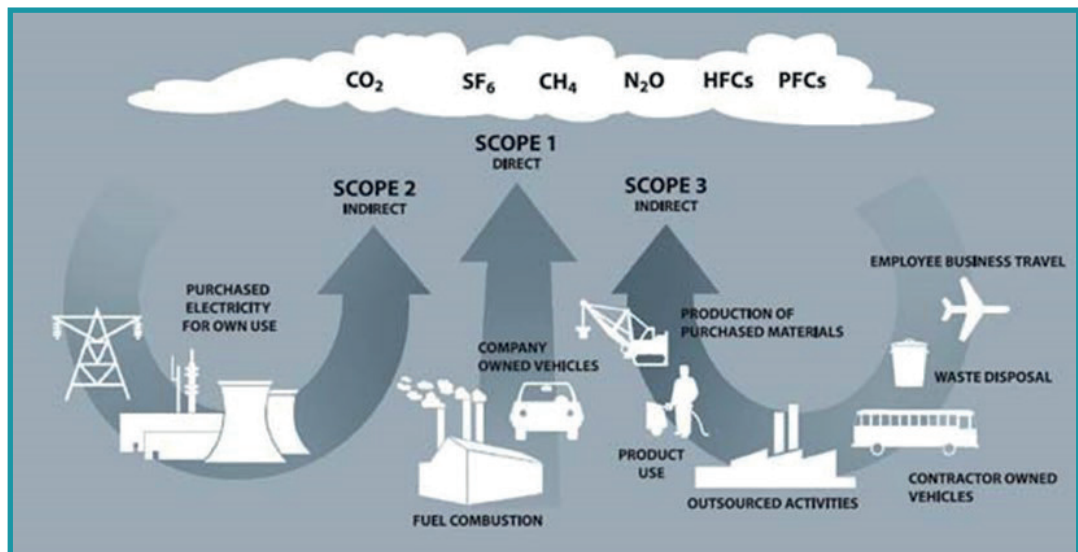 CO₂ SF₆ CH₄ N₂O HFCs PFCs
SCOPE 1
DIRECT
SCOPE 2
INDIRECT
SCOPE 3
INDIRECT
PURCHASED
ELECTRICITY
FOR OWN USE
COMPANY
OWNED VEHICLES
FUEL COMBUSTION
PRODUCTION OF
PURCHASED MATERIALS
PRODUCT
USE
OUTSOURCED ACTIVITIES
EMPLOYEE BUSINESS TRAVEL
WASTE DISPOSAL
CONTRACTOR OWNED
VEHICLES